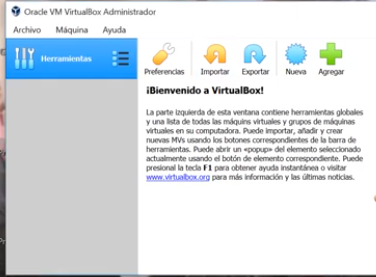 Oracle VM VirtualBox Administrador
Archivo Máquina Ayuda
Herramientas
Preferencias Importar Exportar Nueva Agregar
¡Bienvenido a VirtualBox!
La parte izquierda de esta ventana contiene herramientas globales
y una lista de todas las máquinas virtuales y grupos de máquinas
virtuales en su computadora. Puede importar, añadir y crear
nuevas MVs usando los botones correspondientes de la barra de
herramientas. Puede abrir un «popup» del elemento seleccionado
actualmente usando el botón de elemento correspondiente. Puede
presional la tecla F1 para obtener ayuda instantánea o visitar
www.virtualbox.org para más información y las últimas noticias.